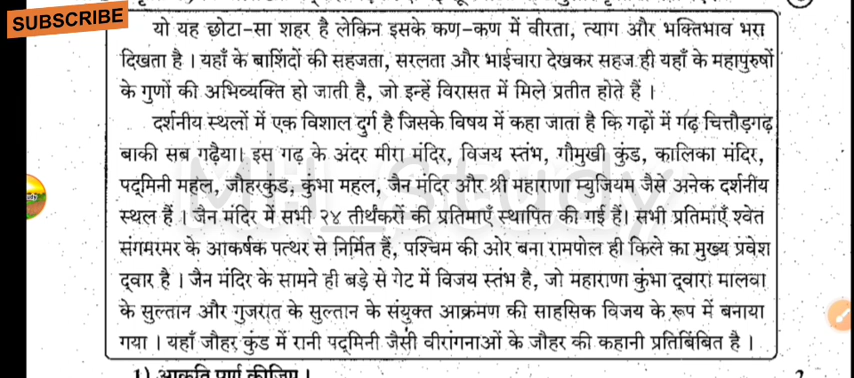 SUBSCRIBE
यो यह छोटा-सा शहर है लेकिन इसके कण-कण में वीरता, त्याग और भक्तिभाव भरा
दिखता है । यहाँ के बाशिंदों की सहजता, सरलता और भाईचारा देखकर सहज ही यहाँ के महापुरुषों
के गुणों की अभिव्यक्ति हो जाती है, जो इन्हें विरासत में मिले प्रतीत होते हैं ।
दर्शनीय स्थलों में एक विशाल दुर्ग है जिसके विषय में कहा जाता है कि गढ़ों में गढ़ चित्तौड़गढ़
बाकी सब गढ़ैया। इस गढ़ के अंदर मीरा मंदिर, विजय स्तंभ, गौमुखी कुंड, कालिका मंदिर,
पद्‌मिनी महल, जौहरकुंड, कुंभा महल, जैन मंदिर और श्री महाराणा म्युजियम जैसे अनेक दर्शनीय
स्थल हैं । जैन मंदिर में सभी २४ तीर्थंकरों की प्रतिमाएँ स्थापित की गई हैं। सभी प्रतिमाएँ श्वेत
संगमरमर के आकर्षक पत्थर से निर्मित हैं, पश्चिम की ओर बना रामपोल ही किले का मुख्य प्रवेश
द्‌वार है । जैन मंदिर के सामने ही बड़े से गेट में विजय स्तंभ है, जो महाराणा कुंभा द्‌वारा मालवा
के सुल्तान और गुजरात के सुल्तान के संयुक्त आक्रमण की साहसिक विजय के रूप में बनाया
गया । यहाँ जौहर कुंड में रानी पद्‌मिनी जैसी वीरांगनाओं के जौहर की कहानी प्रतिबिंबित है ।
1) आकृति पूर्ण कीजिए । 2